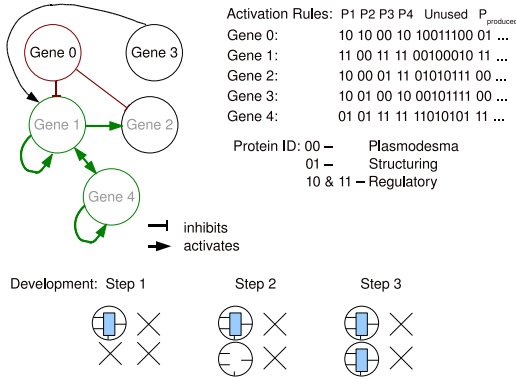 Gene 0
Gene 3
Gene 1
Gene 2
Gene 4
inhibits
activates
Activation Rules: P1 P2 P3 P4 Unused P produced
Gene 0: 10 10 00 10 10011100 01 ...
Gene 1: 11 00 11 11 00100010 11 ...
Gene 2: 10 00 01 11 01010111 00 ...
Gene 3: 10 01 00 10 00101111 00 ...
Gene 4: 01 01 11 11 11010101 11 ...
Protein ID: 00 – Plasmodesma
01 – Structuring
10 & 11 – Regulatory
Development: Step 1 Step 2 Step 3